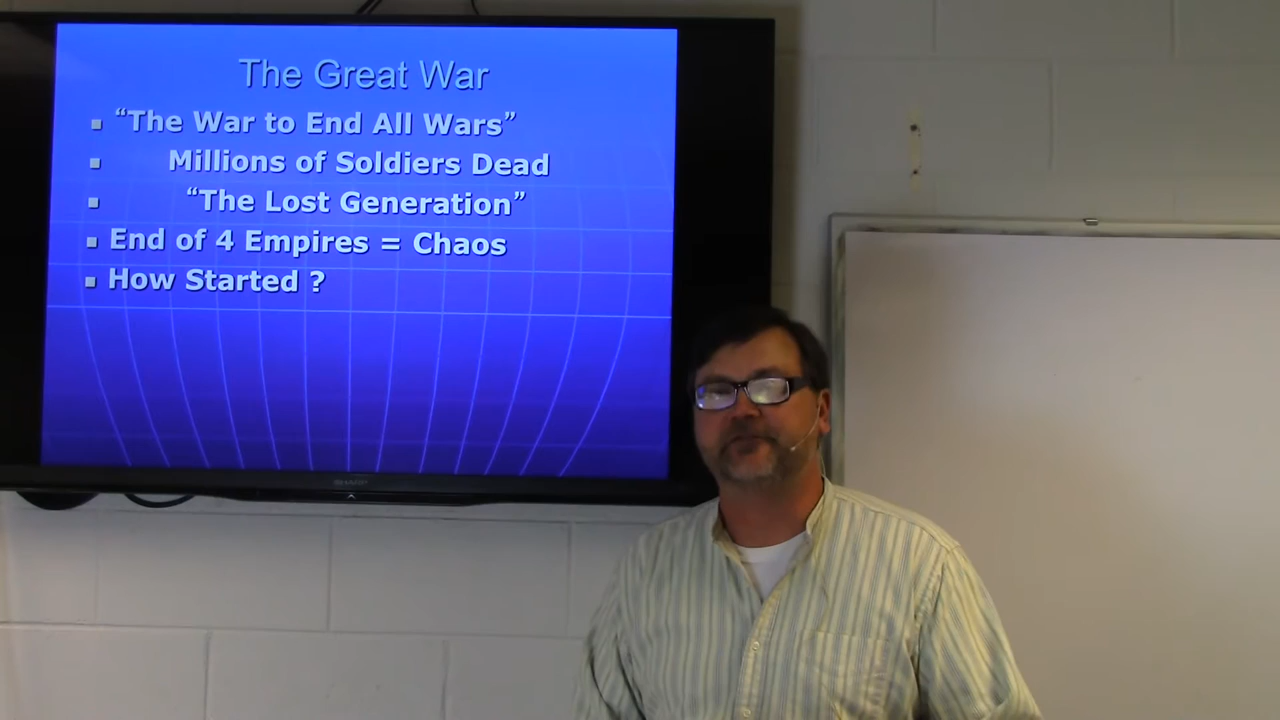 The Great War
“The War to End All Wars”
Millions of Soldiers Dead
“The Lost Generation”
End of 4 Empires = Chaos
How Started ?
SHARP